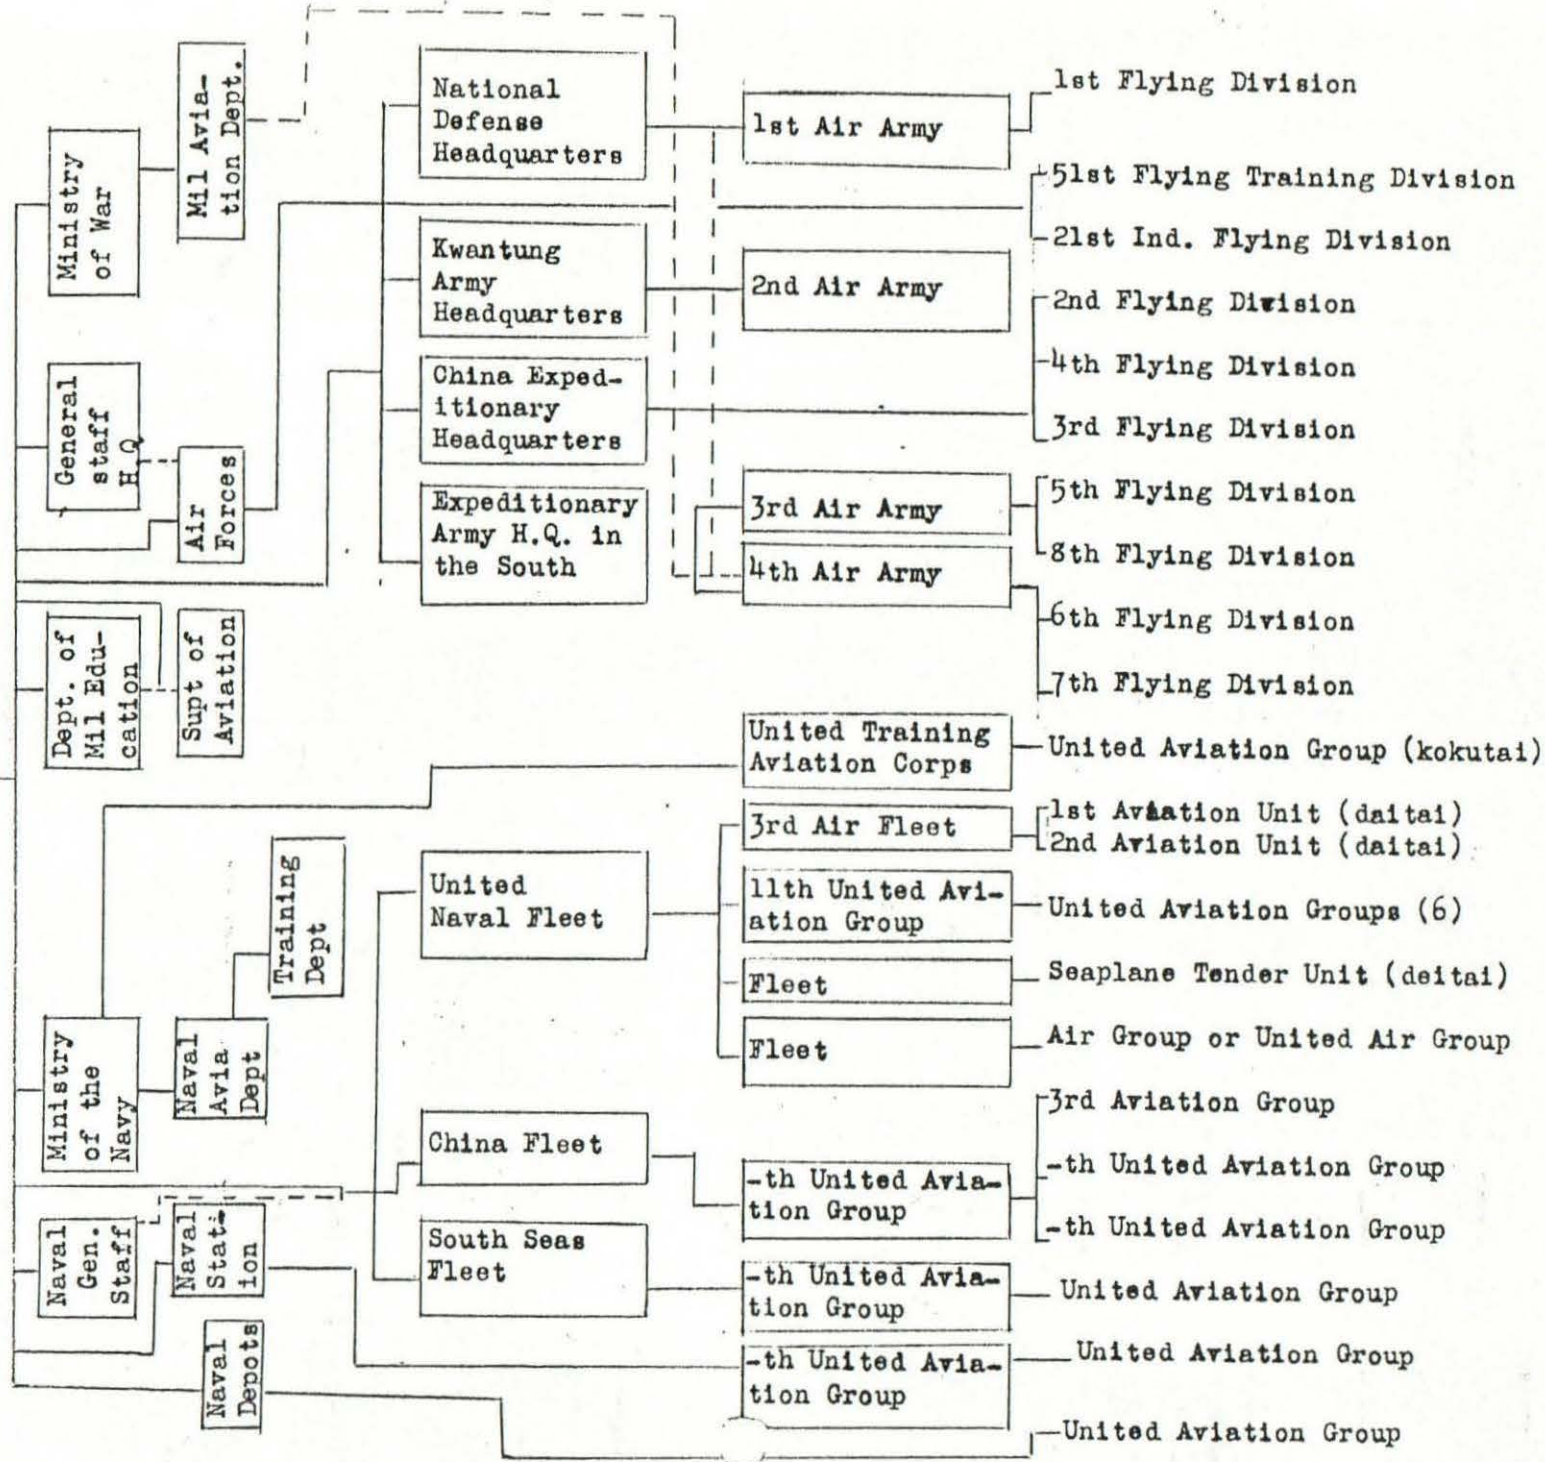 Ministry
of War
Mil Avia-
tion Dept.
General
staff
H.Q
Air
Forces
Dept. of
Mil Edu-
cation
Supt of
Aviation
National
Defense
Headquarters
Kwantung
Army
Headquarters
China Exped-
itionary
Headquarters
Expeditionary
Army H.Q. in
the South
1st Air Army
2nd Air Army
3rd Air Army
4th Air Army
1st Flying Division
51st Flying Training Division
21st Ind. Flying Division
2nd Flying Division
4th Flying Division
3rd Flying Division
5th Flying Division
8th Flying Division
6th Flying Division
7th Flying Division
Ministry
of the
Navy
Naval
Avia
Dept
Training
Dept
Naval
Gen.
Staff
Naval
Stat-
ion
Naval
Depots
United
Naval Fleet
China Fleet
South Seas
Fleet
United Training
Aviation Corps
United Aviation Group (kokutai)
3rd Air Fleet
1st Aviation Unit (daitai)
2nd Aviation Unit (daitai)
11th United Avi-
ation Group
United Aviation Groups (6)
Fleet
Seaplane Tender Unit (deitai)
Fleet
Air Group or United Air Group
-th United Avia-
tion Group
3rd Aviation Group
-th United Aviation Group
-th United Aviation Group
-th United Avia-
tion Group
United Aviation Group
-th United Avia-
tion Group
United Aviation Group
United Aviation Group